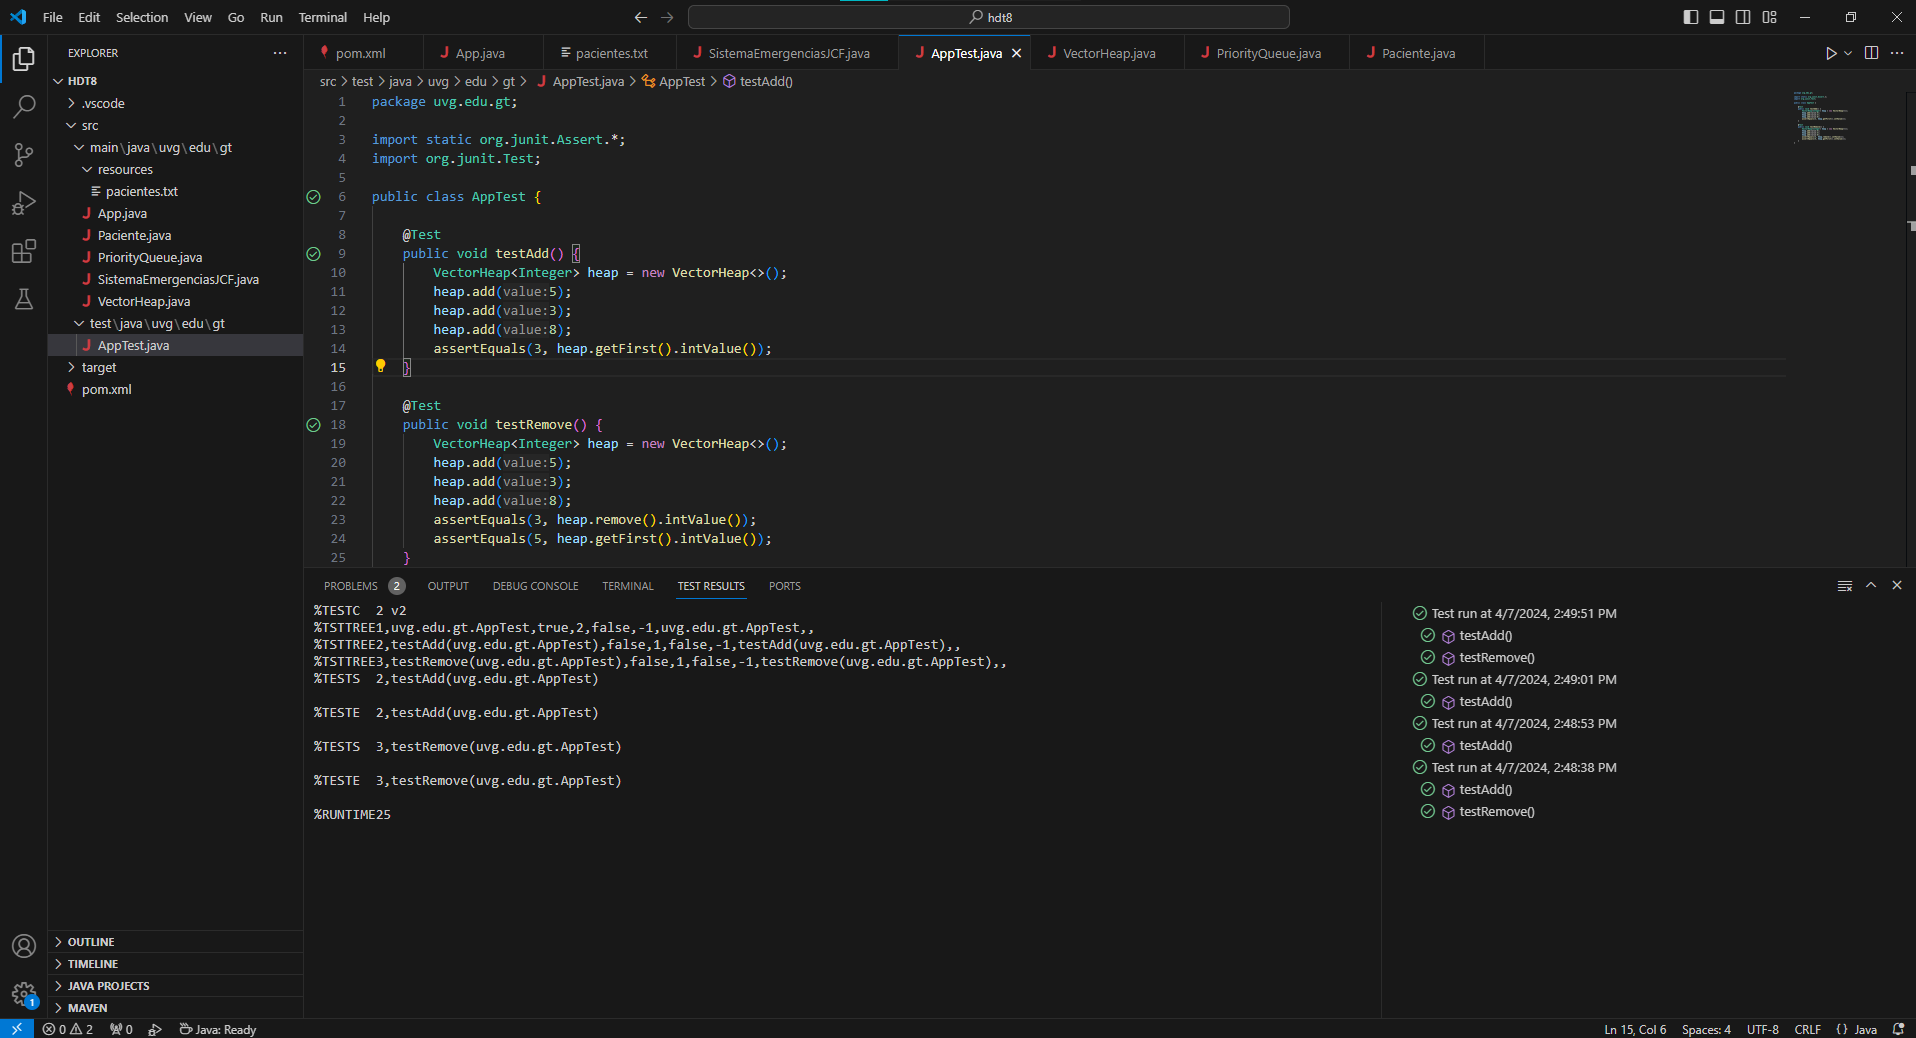 File Edit Selection View Go Run Terminal Help
hdt8
EXPLORER
HDT8
.vscode
src
main\java\uvg\edu\gt
resources
pacientes.txt
App.java
Paciente.java
PriorityQueue.java
SistemaEmergenciasJCF.java
VectorHeap.java
test\java\uvg\edu\gt
AppTest.java
target
pom.xml
OUTLINE
TIMELINE
JAVA PROJECTS
MAVEN
pom.xml App.java pacientes.txt SistemaEmergenciasJCF.java AppTest.java VectorHeap.java PriorityQueue.java Paciente.java
src > test > java > uvg > edu > gt > AppTest.java > AppTest > testAdd()
1 package uvg.edu.gt;
2
3 import static org.junit.Assert.*;
4 import org.junit.Test;
5
6 public class AppTest {
7
8 @Test
9 public void testAdd() {
10 VectorHeap<Integer> heap = new VectorHeap<>();
11 heap.add(value:5);
12 heap.add(value:3);
13 heap.add(value:8);
14 assertEquals(3, heap.getFirst().intValue());
15 }
16
17 @Test
18 public void testRemove() {
19 VectorHeap<Integer> heap = new VectorHeap<>();
20 heap.add(value:5);
21 heap.add(value:3);
22 heap.add(value:8);
23 assertEquals(3, heap.remove().intValue());
24 assertEquals(5, heap.getFirst().intValue());
25 }
PROBLEMS 2 OUTPUT DEBUG CONSOLE TERMINAL TEST RESULTS PORTS
%TESTC 2 v2
%TSTTREE1,uvg.edu.gt.AppTest,true,2,false,-1,uvg.edu.gt.AppTest,,
%TSTTREE2,testAdd(uvg.edu.gt.AppTest),false,1,false,-1,testAdd(uvg.edu.gt.AppTest),,
%TSTTREE3,testRemove(uvg.edu.gt.AppTest),false,1,false,-1,testRemove(uvg.edu.gt.AppTest),,
%TESTS 2,testAdd(uvg.edu.gt.AppTest)
%TESTE 2,testAdd(uvg.edu.gt.AppTest)
%TESTS 3,testRemove(uvg.edu.gt.AppTest)
%TESTE 3,testRemove(uvg.edu.gt.AppTest)
%RUNTIME25
Test run at 4/7/2024, 2:49:51 PM
testAdd()
testRemove()
Test run at 4/7/2024, 2:49:01 PM
testAdd()
Test run at 4/7/2024, 2:48:53 PM
testAdd()
Test run at 4/7/2024, 2:48:38 PM
testAdd()
testRemove()
1
0 2 0 Java: Ready
Ln 15, Col 6 Spaces: 4 UTF-8 CRLF {} Java